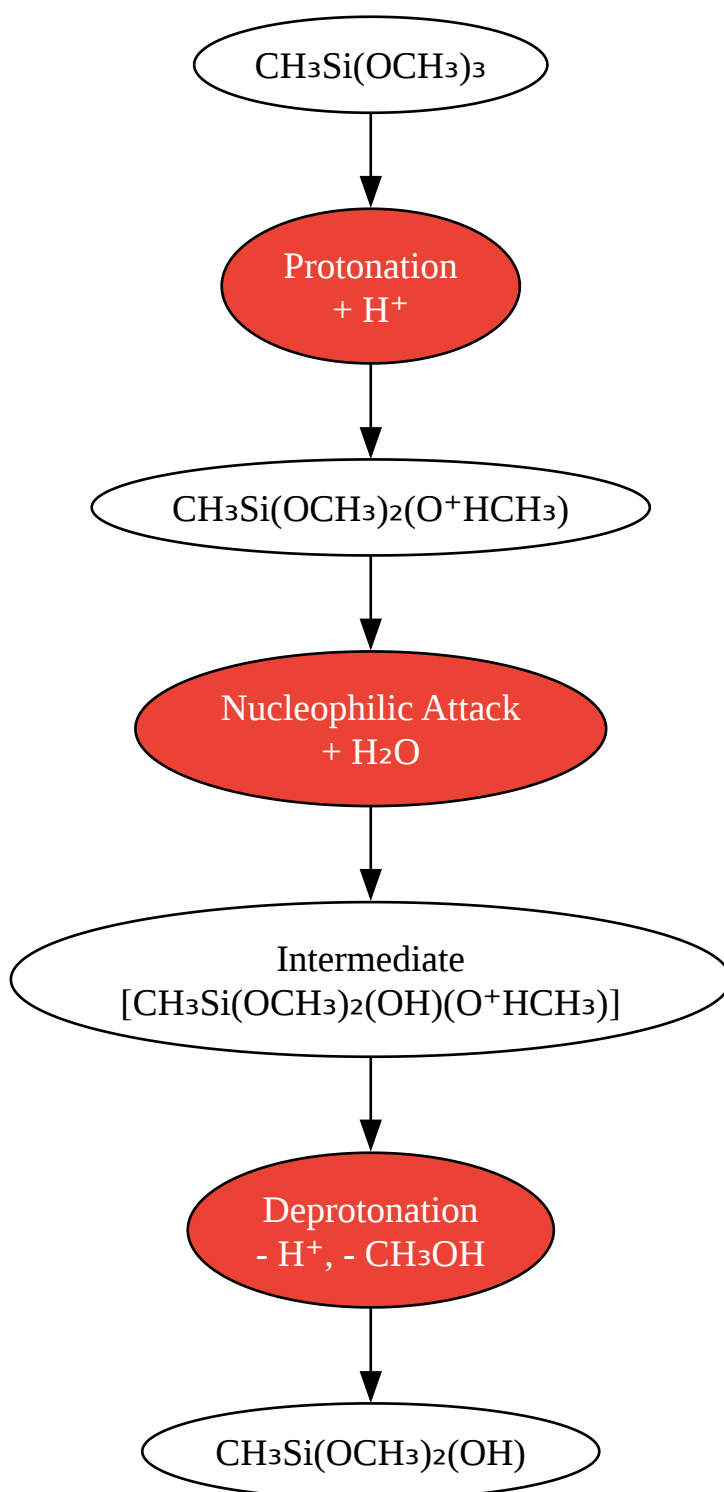 CH₃Si(OCH₃)₃
Protonation
+ H⁺
CH₃Si(OCH₃)₂(O⁺HCH₃)
Nucleophilic Attack
+ H₂O
Intermediate
[CH₃Si(OCH₃)₂(OH)(O⁺HCH₃)]
Deprotonation
- H⁺, - CH₃OH
CH₃Si(OCH₃)₂(OH)